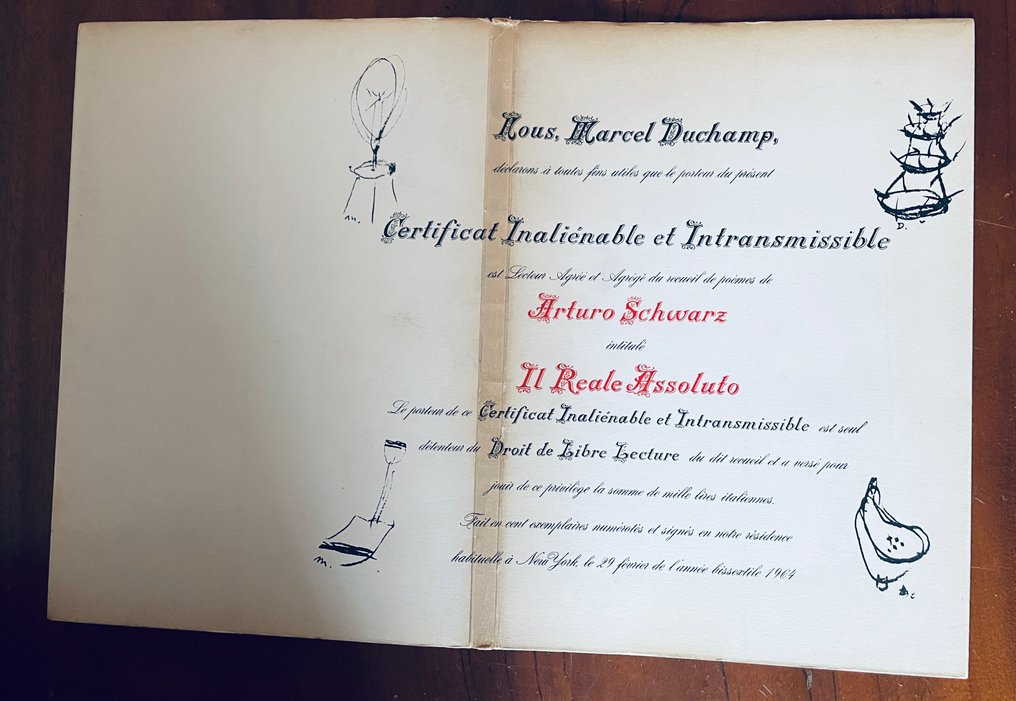 Nous, Marcel Duchamp,
déclarons à toutes fins utiles que le porteur du présent
Certificat Inaliénable et Intransmissible
est Lecteur Agréé et Agrégé du recueil de poèmes de
Arturo Schwarz
intitulé
Il Reale Assoluto
Le porteur de ce Certificat Inaliénable et Intransmissible est seul
détenteur du Droit de Libre Lecture du dit recueil et a versé pour
jouir de ce privilège la somme de mille lires italiennes.
Fait en cent exemplaires numérotés et signés en notre résidence
habituelle à New York, le 29 février de l'année bissextile 1964
m.
D.
m.